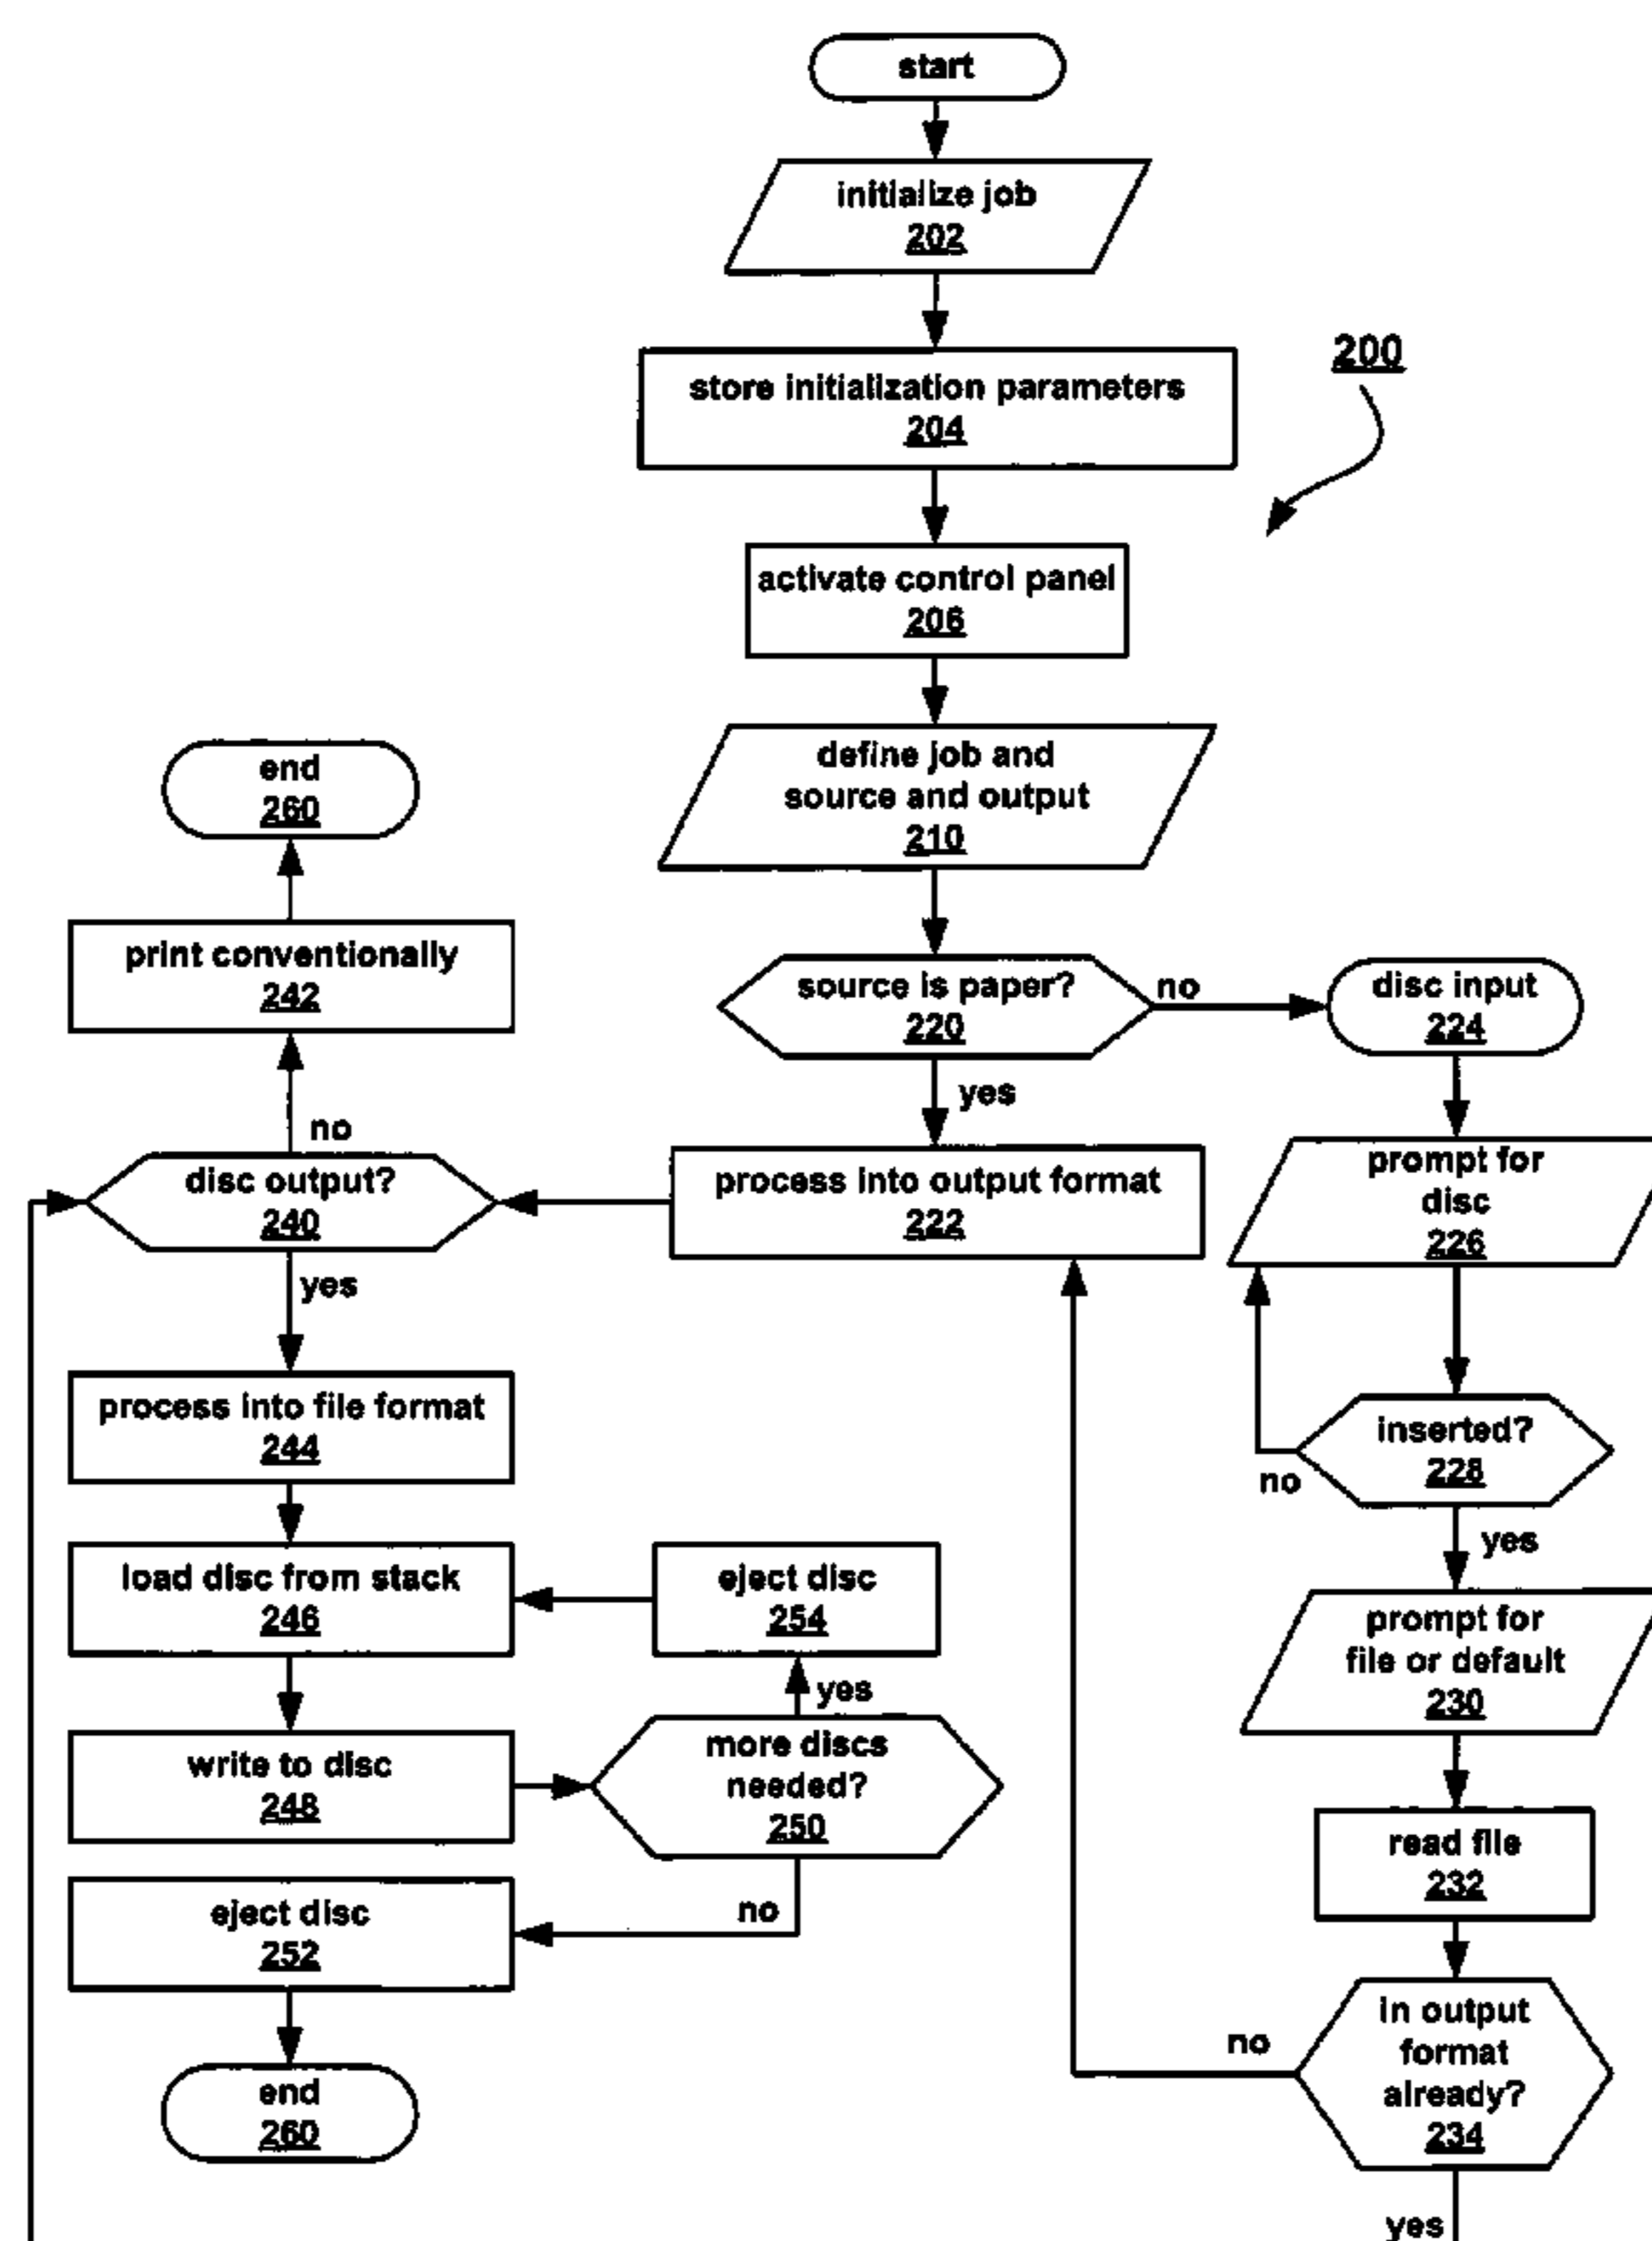 start
initialize job
202
store initialization parameters
204
200
activate control panel
206
define job and
source and output
210
end
260
print conventionally
242
source is paper?
220
no
disc input
224
yes
no
disc output?
240
process into output format
222
prompt for
disc
226
yes
process into file format
244
inserted?
228
no
yes
load disc from stack
246
eject disc
254
prompt for
file or default
230
yes
write to disc
248
more discs
needed?
250
read file
232
eject disc
252
no
in output
format
already?
234
no
end
260
yes